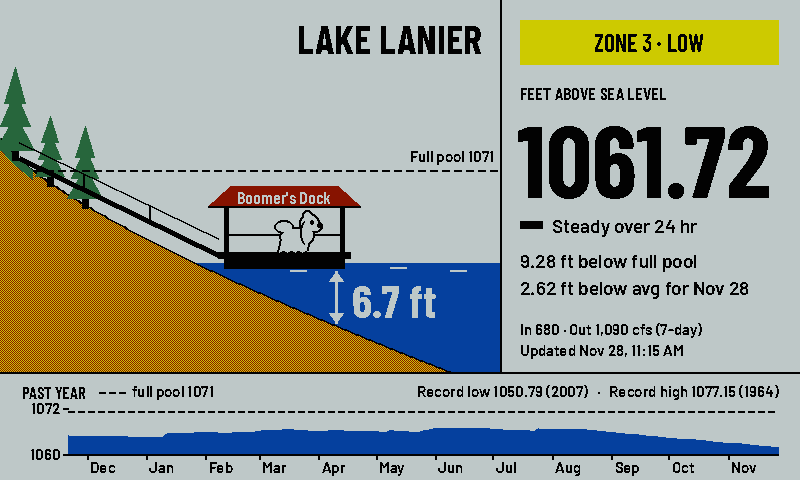 LAKE LANIER
Full pool 1071
Boomer's Dock
6.7 ft
ZONE 3 · LOW
FEET ABOVE SEA LEVEL
1061.72
Steady over 24 hr
9.28 ft below full pool
2.62 ft below avg for Nov 28
In 680 · Out 1,090 cfs (7-day)
Updated Nov 28, 11:15 AM
PAST YEAR --- full pool 1071
Record low 1050.79 (2007) · Record high 1077.15 (1964)
1072
1060
Dec Jan Feb Mar Apr May Jun Jul Aug Sep Oct Nov